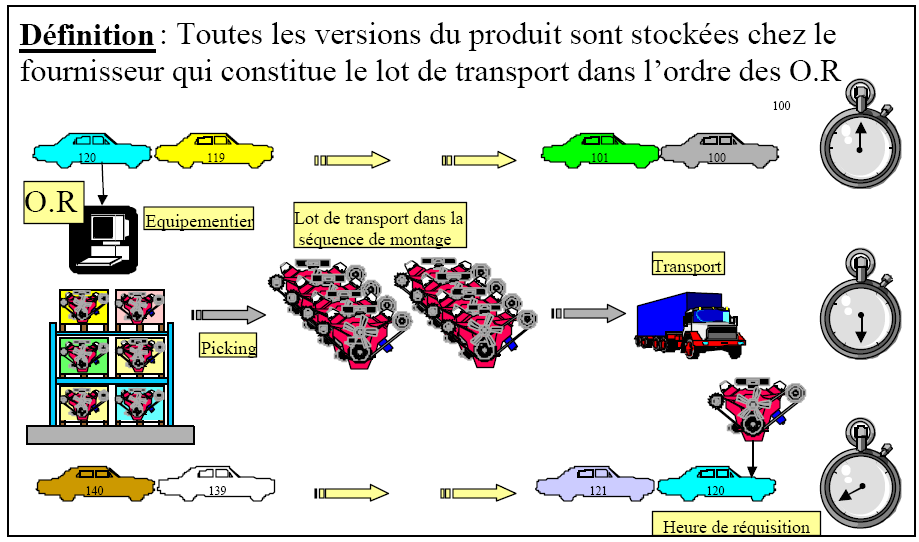 Définition : Toutes les versions du produit sont stockées chez le
fournisseur qui constitue le lot de transport dans l'ordre des O.R
100
120
119
101
100
O.R
Equipementier
Lot de transport dans la
séquence de montage
Transport
Picking
140
139
121
120
Heure de réquisition